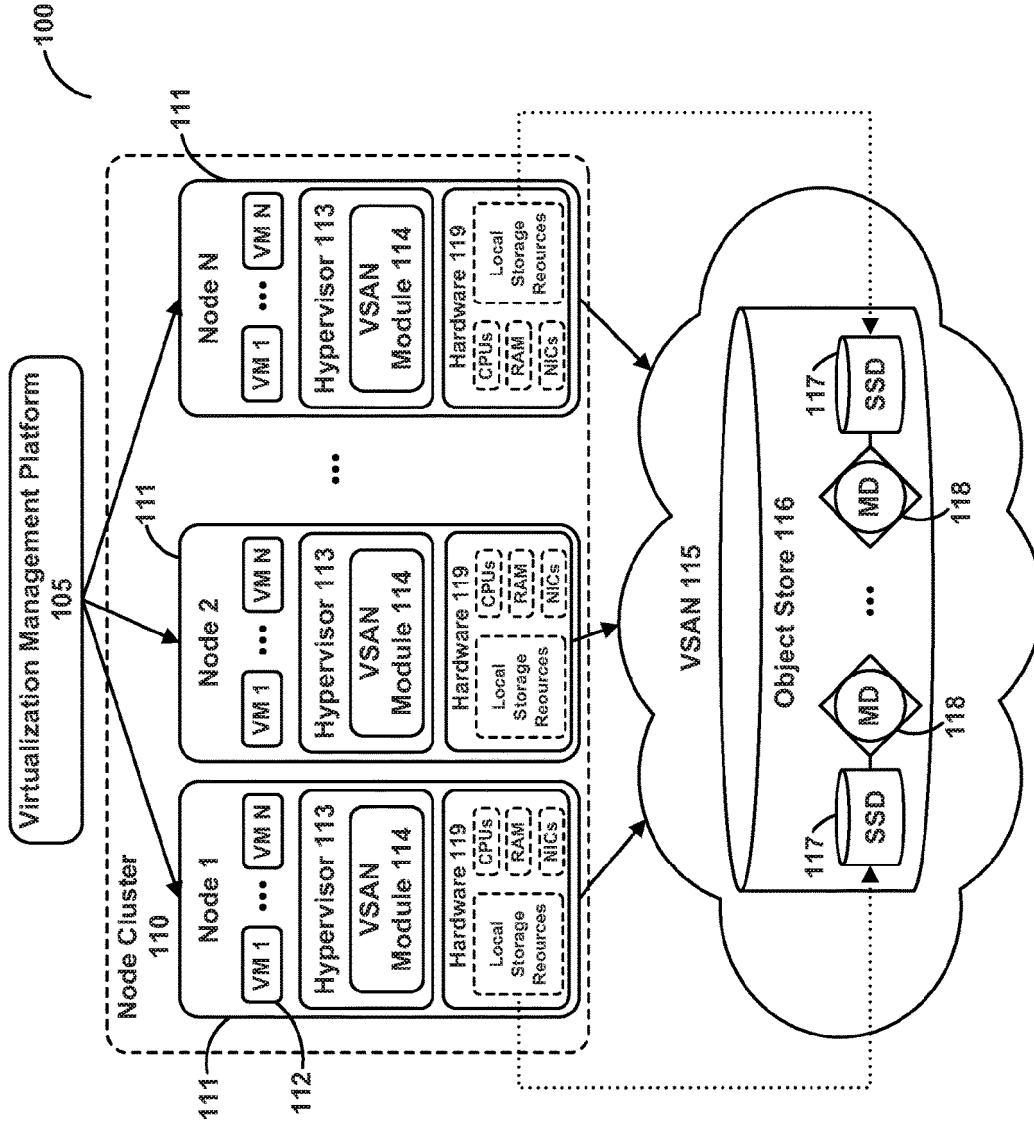 100
Virtualization Management Platform
105
Node Cluster
110
111
Node 1
VM 1
•••
VM N
112
Hypervisor 113
VSAN
Module 114
Hardware 119
Local
Storage
Reources
CPUs
RAM
NICs
111
Node 2
VM 1
•••
VM N
Hypervisor 113
VSAN
Module 114
Hardware 119
Local
Storage
Reources
CPUs
RAM
NICs
•••
111
Node N
VM 1
•••
VM N
Hypervisor 113
VSAN
Module 114
Hardware 119
CPUs
RAM
NICs
Local
Storage
Reources
VSAN 115
Object Store 116
117
SSD
MD
118
•••
MD
118
117
SSD